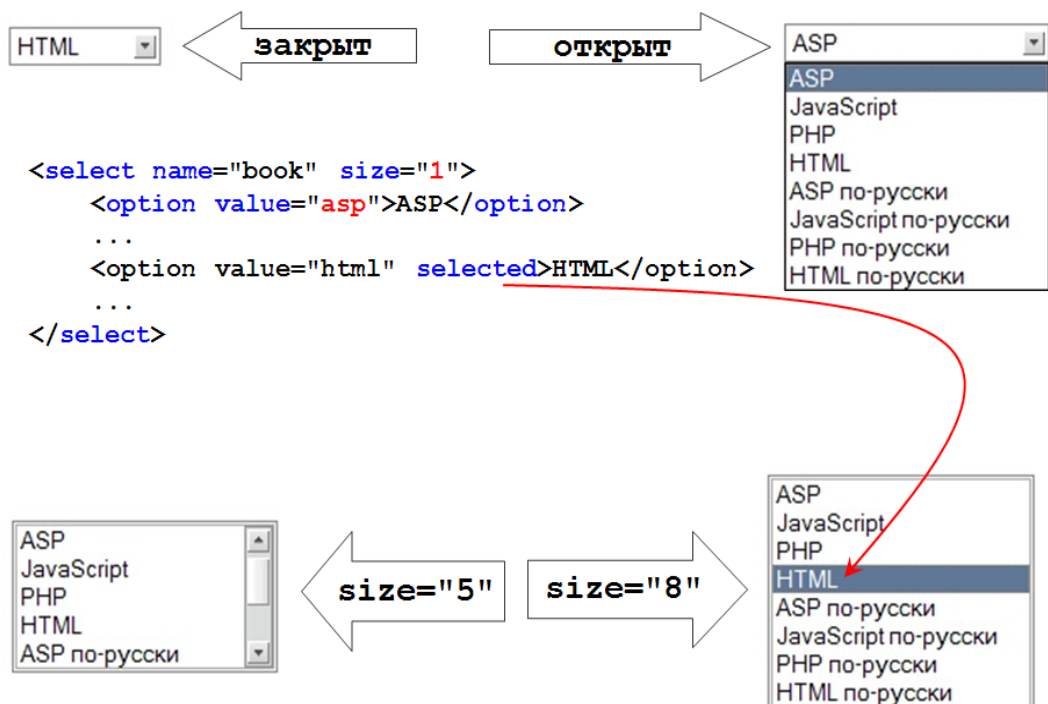 HTML
закрыт
открыт
ASP
ASP
JavaScript
PHP
HTML
ASP по-русски
JavaScript по-русски
PHP по-русски
HTML по-русски
<select name="book" size="1">
<option value="asp">ASP</option>
...
<option value="html" selected>HTML</option>
...
</select>
ASP
JavaScript
PHP
HTML
ASP по-русски
size="5"
size="8"
ASP
JavaScript
PHP
HTML
ASP по-русски
JavaScript по-русски
PHP по-русски
HTML по-русски